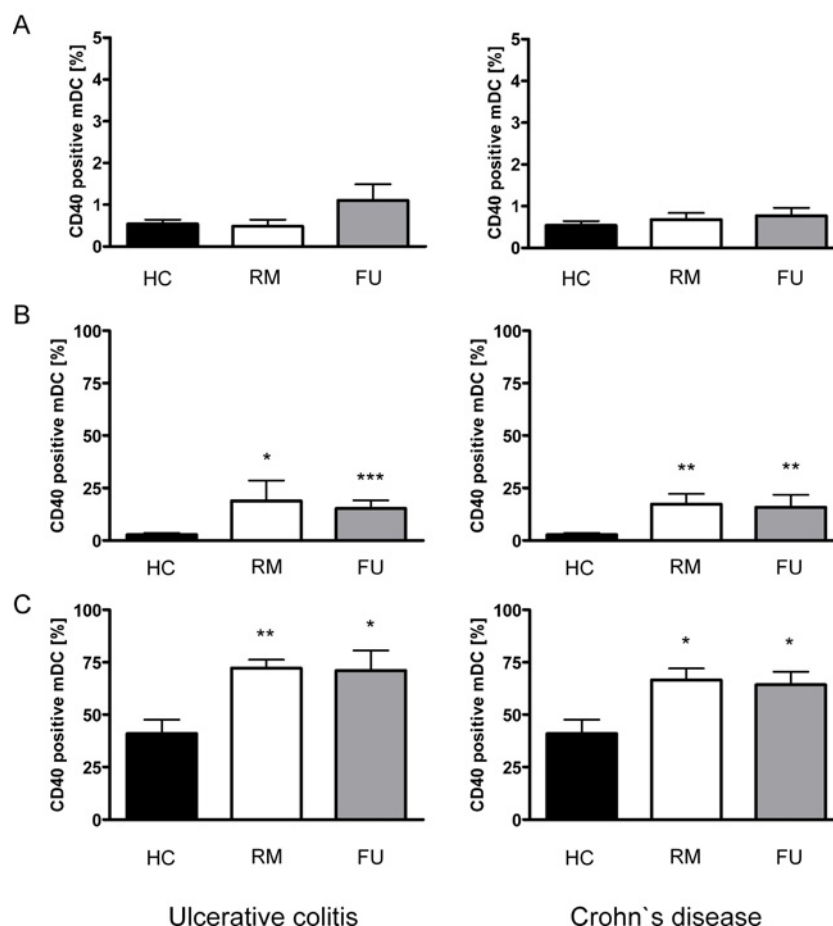 A
CD40 positive mDC [%]
5
4
3
2
1
0
HC RM FU
CD40 positive mDC [%]
5
4
3
2
1
0
HC RM FU
B
CD40 positive mDC [%]
100
75
50
25
0
* ***
HC RM FU
CD40 positive mDC [%]
100
75
50
25
0
** **
HC RM FU
C
CD40 positive mDC [%]
100
75
50
25
0
** *
HC RM FU
CD40 positive mDC [%]
100
75
50
25
0
* *
HC RM FU
Ulcerative colitis
Crohn`s disease